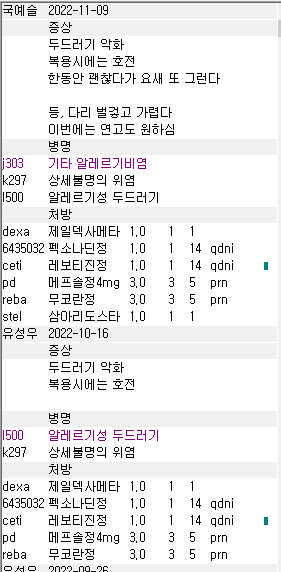 국예슬 2022-11-09
증상
두드러기 악화
복용시에는 호전
한동안 괜찮다가 요새 또 그런다
등, 다리 벌겋고 가렵다
이번에는 연고도 원하심
병명
j303 기타 알레르기비염
k297 상세불명의 위염
l500 알레르기성 두드러기
처방
dexa 제일덱사메타 1.0 1 1
6435032 펙소나딘정 1.0 1 14 qdni
ceti 레보티진정 1.0 1 14 qdni
pd 메프솔정4mg 3.0 3 5 prn
reba 무코란정 3.0 3 5 prn
stel 삼아리도스타 1.0 1 1
유성우 2022-10-16
증상
두드러기 악화
복용시에는 호전
병명
l500 알레르기성 두드러기
k297 상세불명의 위염
처방
dexa 제일덱사메타 1.0 1 1
6435032 펙소나딘정 1.0 1 14 qdni
ceti 레보티진정 1.0 1 14 qdni
pd 메프솔정4mg 3.0 3 5 prn
reba 무코란정 3.0 3 5 prn
유성우 2022-09-26